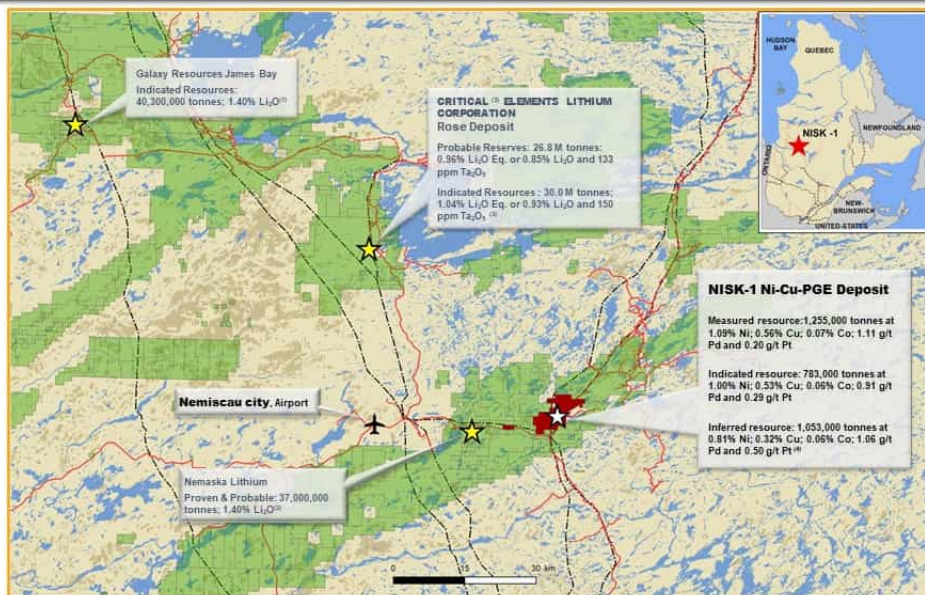 Galaxy Resources James Bay
Indicated Resources:
40,300,000 tonnes; 1.40% Li₂O⁽¹⁾
CRITICAL ⁽³⁾ ELEMENTS LITHIUM
CORPORATION
Rose Deposit
Probable Reserves: 26.8 M tonnes:
0.96% Li₂O Eq. or 0.85% Li₂O and 133
ppm Ta₂O₅
Indicated Resources : 30.0 M tonnes;
1.04% Li₂O Eq. or 0.93% Li₂O and 150
ppm Ta₂O₅ ⁽³⁾
HUDSON
BAY
QUEBEC
NISK -1
NEWFOUNDLAND
ONTARIO
NEW-
BRUNSWICK
UNITED-STATES
NISK-1 Ni-Cu-PGE Deposit
Measured resource:1,255,000 tonnes at
1.09% Ni; 0.56% Cu; 0.07% Co; 1.11 g/t
Pd and 0.20 g/t Pt
Indicated resource: 783,000 tonnes at
1.00% Ni; 0.53% Cu; 0.06% Co; 0.91 g/t
Pd and 0.29 g/t Pt
Inferred resource: 1,053,000 tonnes at
0.81% Ni; 0.32% Cu; 0.06% Co; 1.06 g/t
Pd and 0.50 g/t Pt ⁽⁴⁾
Nemiscau city, Airport
Nemaska Lithium
Proven & Probable: 37,000,000
tonnes; 1.40% Li₂O⁽²⁾
0 15 30 km